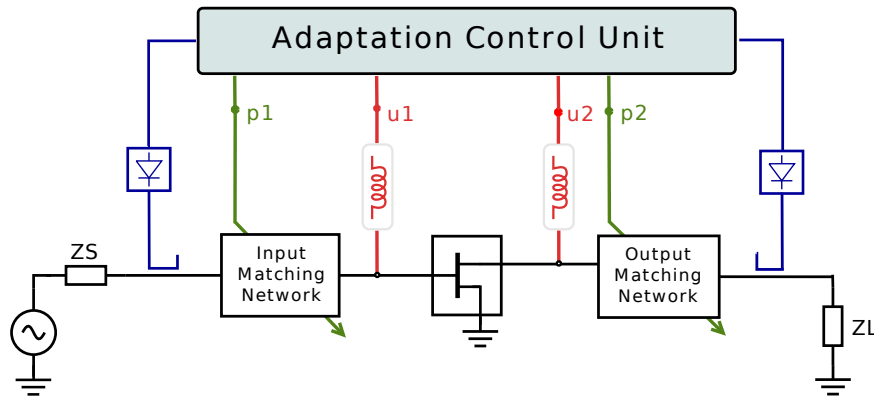 Adaptation Control Unit
p1
u1
u2
p2
ZS
Input
Matching
Network
Output
Matching
Network
ZL